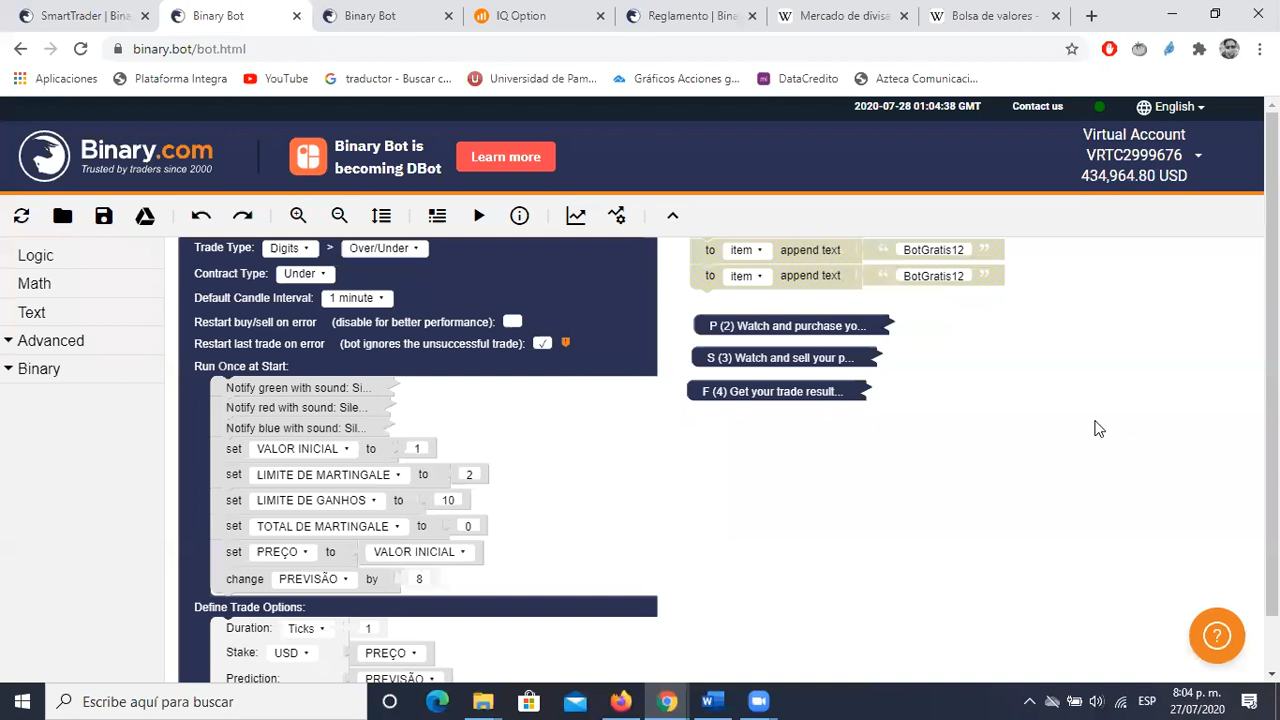 SmartTrader | Bina
Binary Bot
Binary Bot
IQ Option
Reglamento | Bin
Mercado de divisa
Bolsa de valores -
binary.bot/bot.html
Aplicaciones
Plataforma Integra
YouTube
traductor - Buscar c...
Universidad de Pam...
Gráficos Acciones g...
DataCredito
Azteca Comunicaci...
2020-07-28 01:04:38 GMT
Contact us
English
Binary.com
Trusted by traders since 2000
Binary Bot is
becoming DBot
Learn more
Virtual Account
VRTC2999676
434,964.80 USD
Logic
Math
Text
Advanced
Binary
Trade Type: Digits > Over/Under
Contract Type: Under
Default Candle Interval: 1 minute
Restart buy/sell on error (disable for better performance):
Restart last trade on error (bot ignores the unsuccessful trade):
Run Once at Start:
Notify green with sound: Si...
Notify red with sound: Sile...
Notify blue with sound: Sil...
set VALOR INICIAL to 1
set LIMITE DE MARTINGALE to 2
set LIMITE DE GANHOS to 10
set TOTAL DE MARTINGALE to 0
set PREÇO to VALOR INICIAL
change PREVISÃO by 8
Define Trade Options:
Duration: Ticks 1
Stake: USD PREÇO
Prediction: PREVISÃO
to item append text “ BotGratis12 ”
to item append text “ BotGratis12 ”
P (2) Watch and purchase yo...
S (3) Watch and sell your p...
F (4) Get your trade result...
Escribe aquí para buscar
ESP
8:04 p. m.
27/07/2020